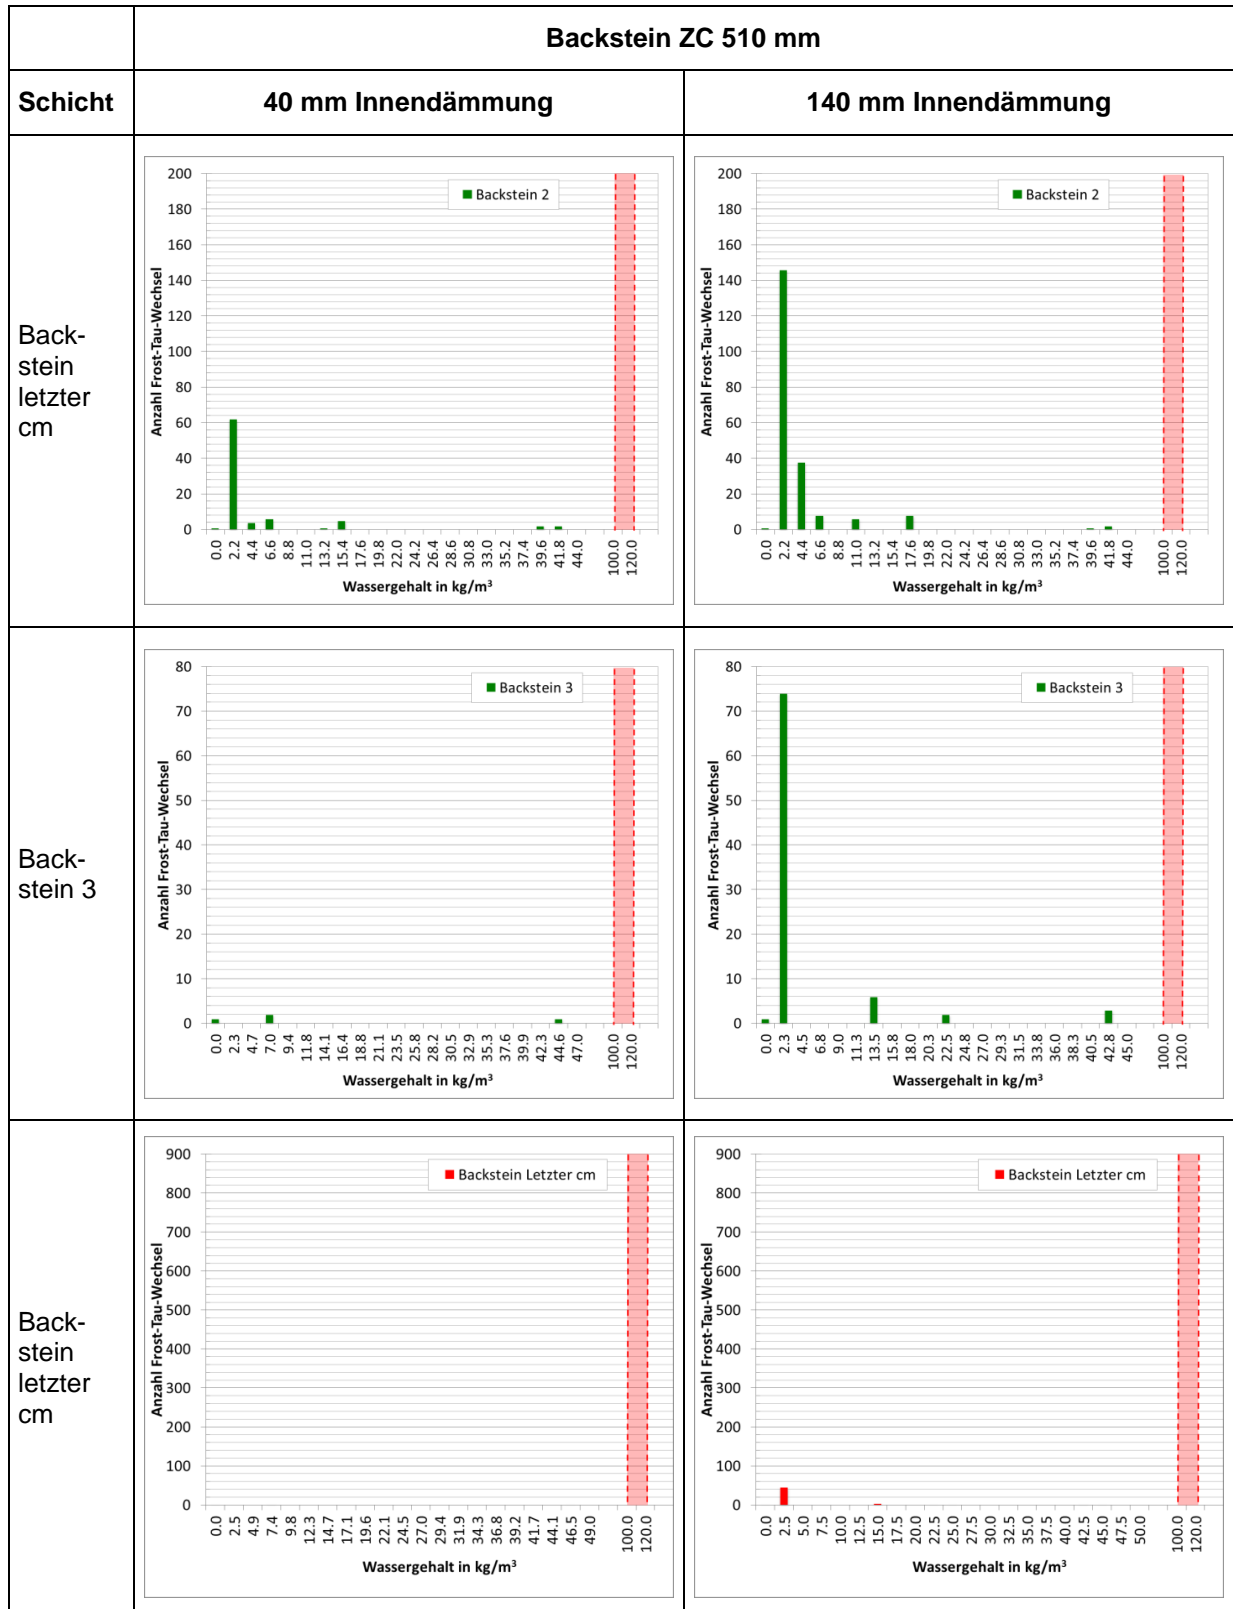 Backstein ZC 510 mm
Schicht
40 mm Innendämmung
140 mm Innendämmung
Back-
stein
letzter
cm
200
180
160
140
120
100
80
60
40
20
0
Anzahl Frost-Tau-Wechsel
Backstein 2
0.0 2.2 4.4 6.6 8.8 11.0 13.2 15.4 17.6 19.8 22.0 24.2 26.4 28.6 30.8 33.0 35.2 37.4 39.6 41.8 44.0 100.0 120.0
Wassergehalt in kg/m³
200
180
160
140
120
100
80
60
40
20
0
Anzahl Frost-Tau-Wechsel
Backstein 2
0.0 2.2 4.4 6.6 8.8 11.0 13.2 15.4 17.6 19.8 22.0 24.2 26.4 28.6 30.8 33.0 35.2 37.4 39.6 41.8 44.0 100.0 120.0
Wassergehalt in kg/m³
Back-
stein 3
80
70
60
50
40
30
20
10
0
Anzahl Frost-Tau-Wechsel
Backstein 3
0.0 2.3 4.7 7.0 9.4 11.8 14.1 16.4 18.8 21.1 23.5 25.8 28.2 30.5 32.9 35.3 37.6 39.9 42.3 44.6 47.0 100.0 120.0
Wassergehalt in kg/m³
80
70
60
50
40
30
20
10
0
Anzahl Frost-Tau-Wechsel
Backstein 3
0.0 2.3 4.5 6.8 9.0 11.3 13.5 15.8 18.0 20.3 22.5 24.8 27.0 29.3 31.5 33.8 36.0 38.3 40.5 42.8 45.0 100.0 120.0
Wassergehalt in kg/m³
Back-
stein
letzter
cm
900
800
700
600
500
400
300
200
100
0
Anzahl Frost-Tau-Wechsel
Backstein Letzter cm
0.0 2.5 4.9 7.4 9.8 12.3 14.7 17.1 19.6 22.1 24.5 27.0 29.4 31.9 34.3 36.8 39.2 41.7 44.1 46.5 49.0 100.0 120.0
Wassergehalt in kg/m³
900
800
700
600
500
400
300
200
100
0
Anzahl Frost-Tau-Wechsel
Backstein Letzter cm
0.0 2.5 5.0 7.5 10.0 12.5 15.0 17.5 20.0 22.5 25.0 27.5 30.0 32.5 35.0 37.5 40.0 42.5 45.0 47.5 50.0 100.0 120.0
Wassergehalt in kg/m³